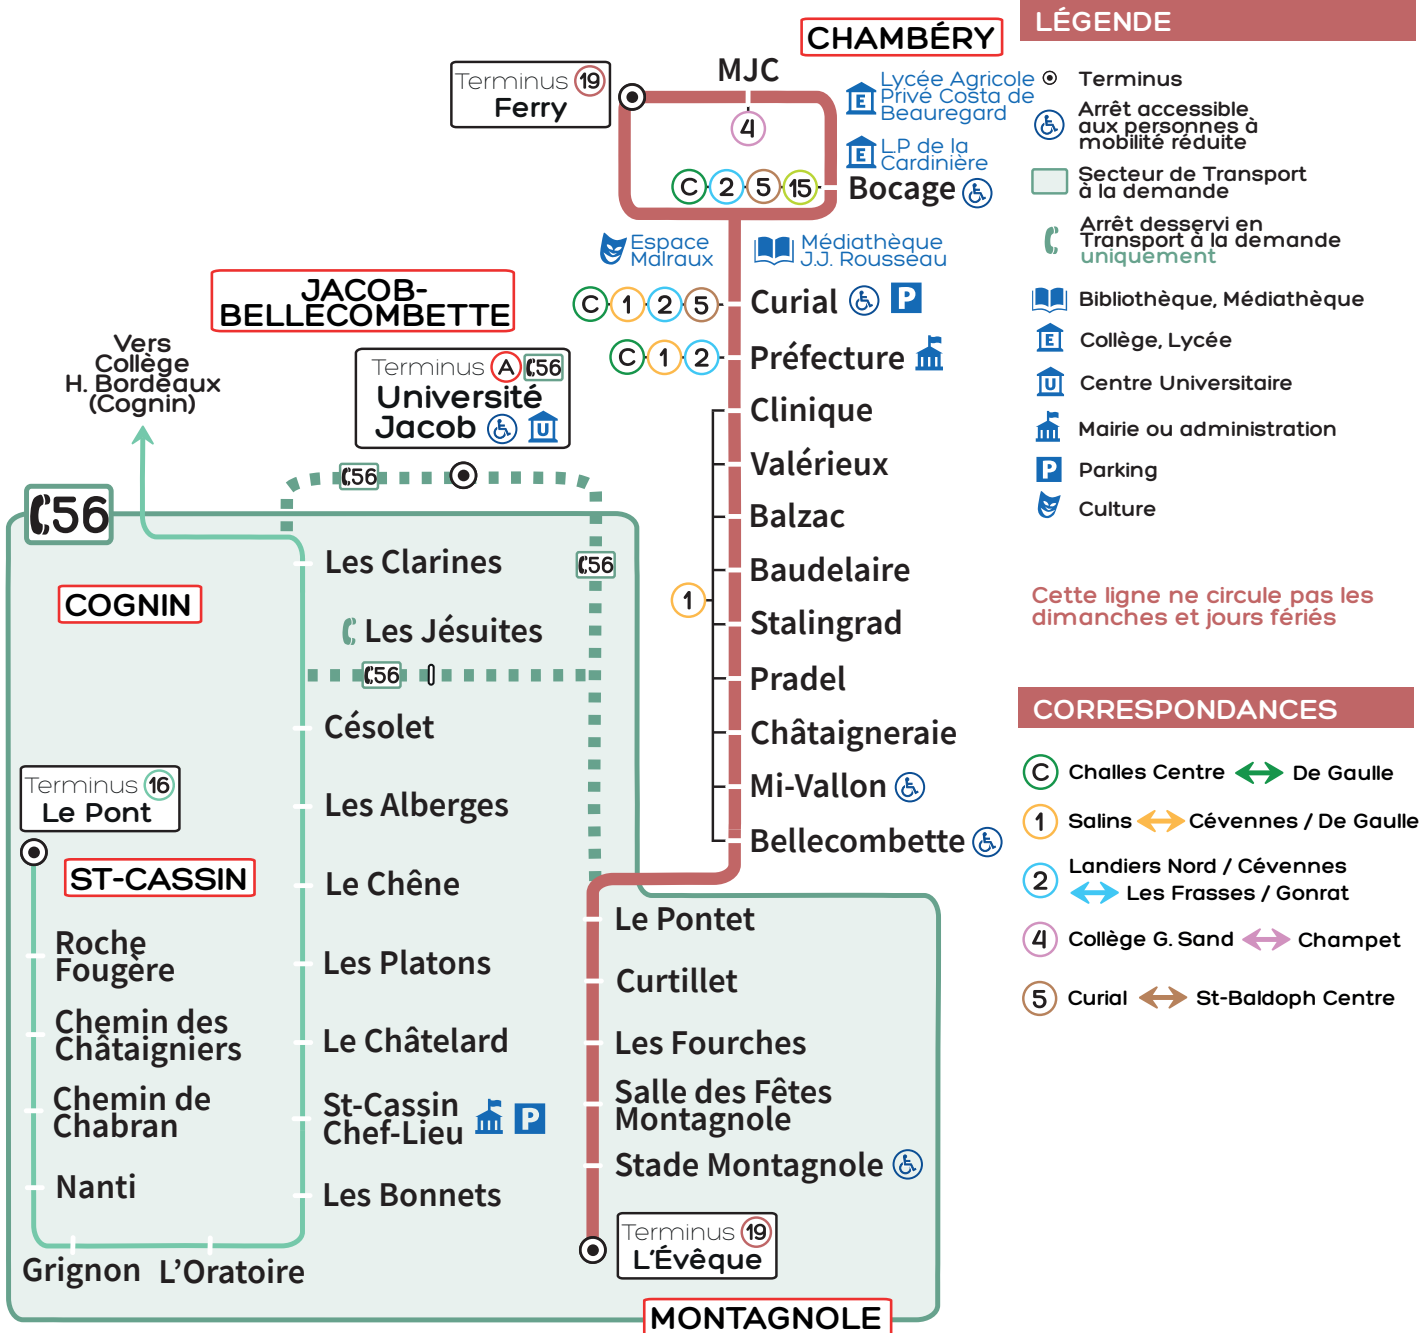 CHAMBÉRY
Terminus 19
Ferry
MJC
4
Lycée Agricole
Privé Costa de
Beauregard
L.P de la
Cardinière
C 2 5 15
Bocage
Espace
Malraux
Médiathèque
J.J. Rousseau
JACOB-
BELLECOMBETTE
C 1 2 5
Curial P
C 1 2
Préfecture
Vers
Collège
H. Bordeaux
(Cognin)
Terminus A 56
Université
Jacob U
Clinique
Valérieux
Balzac
Baudelaire
Stalingrad
Pradel
Châtaigneraie
Mi-Vallon
Bellecombette
1
56
56
56
COGNIN
Les Clarines
Les Jésuites
56
Césolet
Les Alberges
Le Chêne
Les Platons
Le Châtelard
St-Cassin
Chef-Lieu P
Les Bonnets
Terminus 16
Le Pont
ST-CASSIN
Roche
Fougère
Chemin des
Châtaigniers
Chemin de
Chabran
Nanti
Grignon
L'Oratoire
Le Pontet
Curtillet
Les Fourches
Salle des Fêtes
Montagnole
Stade Montagnole
Terminus 19
L'Évêque
MONTAGNOLE
LÉGENDE
Terminus
Arrêt accessible
aux personnes à
mobilité réduite
Secteur de Transport
à la demande
Arrêt desservi en
Transport à la demande
uniquement
Bibliothèque, Médiathèque
E Collège, Lycée
U Centre Universitaire
Mairie ou administration
P Parking
Culture
Cette ligne ne circule pas les
dimanches et jours fériés
CORRESPONDANCES
C Challes Centre De Gaulle
1 Salins Cévennes / De Gaulle
2 Landiers Nord / Cévennes
Les Frasses / Gonrat
4 Collège G. Sand Champet
5 Curial St-Baldoph Centre